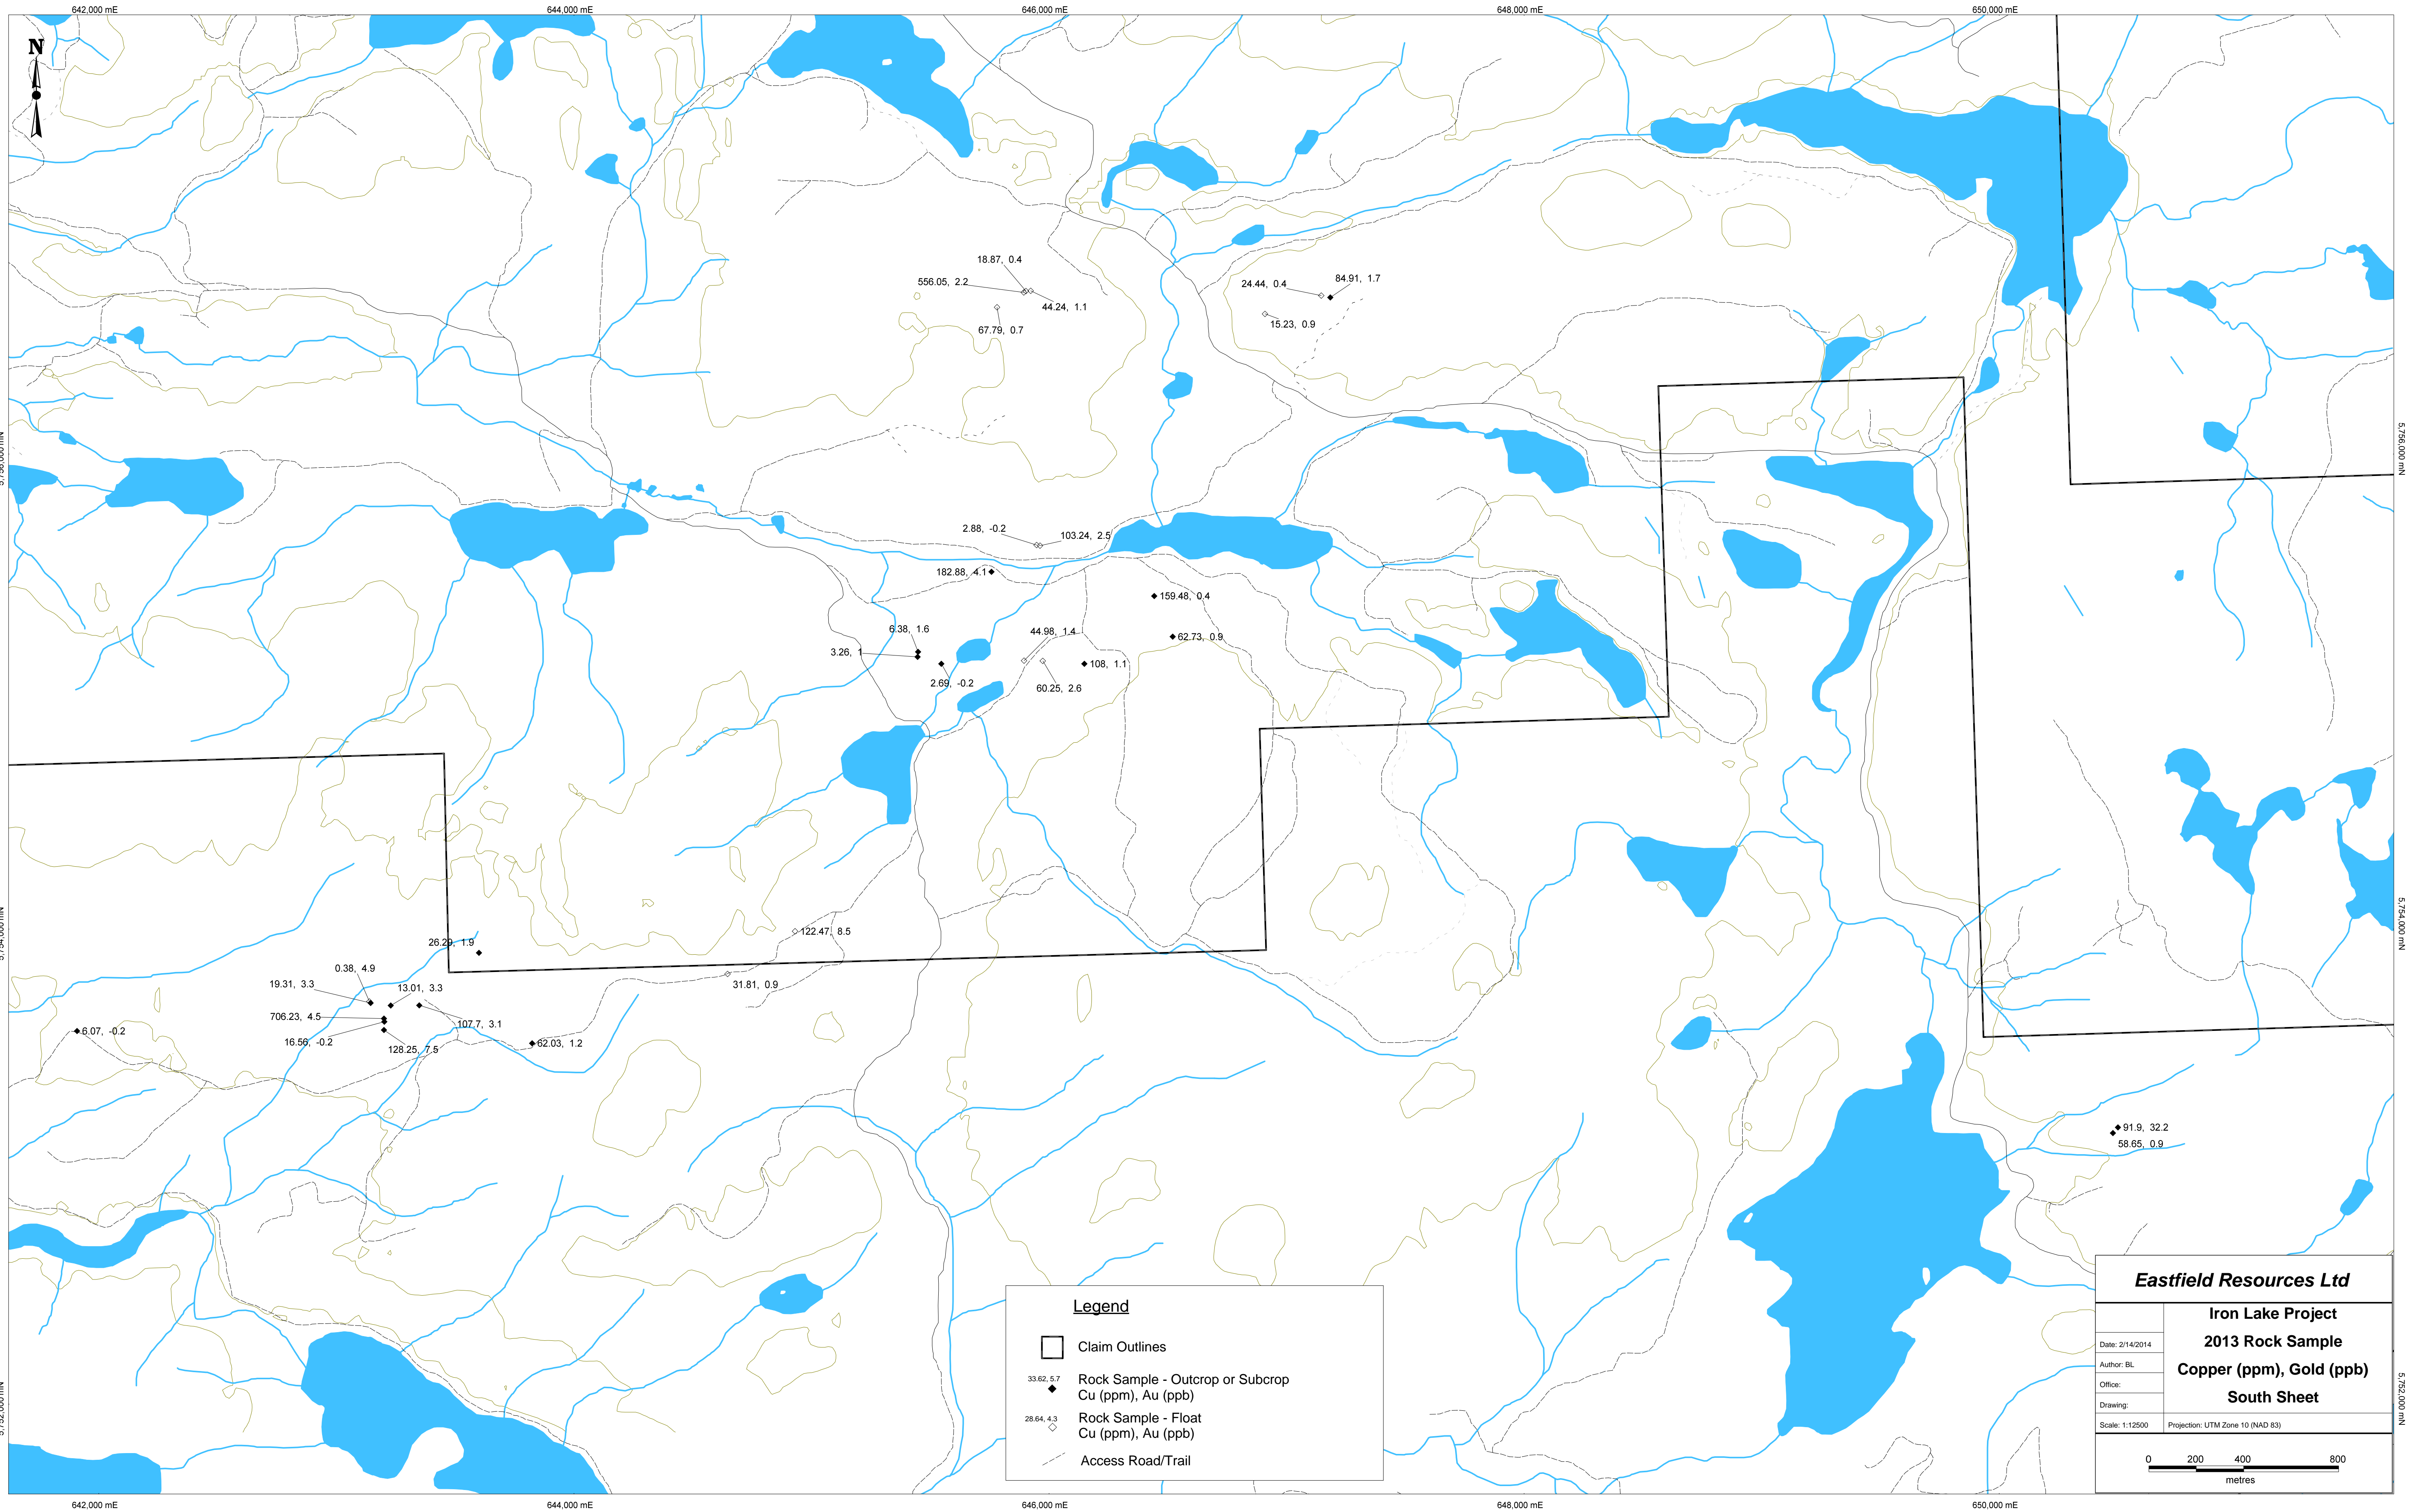 642,000 mE
644,000 mE
646,000 mE
648,000 mE
650,000 mE
N
18.87, 0.4
556.05, 2.2
44.24, 1.1
67.79, 0.7
24.44, 0.4
84.91, 1.7
15.23, 0.9
5,756,000 mN
5,756,000 mN
2.88, -0.2
103.24, 2.5
182.88, 4.1
159.48, 0.4
6.38, 1.6
44.98, 1.4
62.73, 0.9
3.26, 1
108, 1.1
2.69, -0.2
60.25, 2.6
5,754,000 mN
5,754,000 mN
122.47, 8.5
26.29, 1.9
0.38, 4.9
19.31, 3.3
13.01, 3.3
31.81, 0.9
706.23, 4.5
107.7, 3.1
6.07, -0.2
16.56, -0.2
62.03, 1.2
128.25, 7.5
91.9, 32.2
58.65, 0.9
Legend
Claim Outlines
33.62, 5.7
Rock Sample - Outcrop or Subcrop
Cu (ppm), Au (ppb)
28.64, 4.3
Rock Sample - Float
Cu (ppm), Au (ppb)
Access Road/Trail
Eastfield Resources Ltd
Iron Lake Project
2013 Rock Sample
Copper (ppm), Gold (ppb)
South Sheet
Date: 2/14/2014
Author: BL
Office:
Drawing:
Scale: 1:12500
Projection: UTM Zone 10 (NAD 83)
0 200 400 800
metres
5,752,000 mN
5,752,000 mN
642,000 mE
644,000 mE
646,000 mE
648,000 mE
650,000 mE